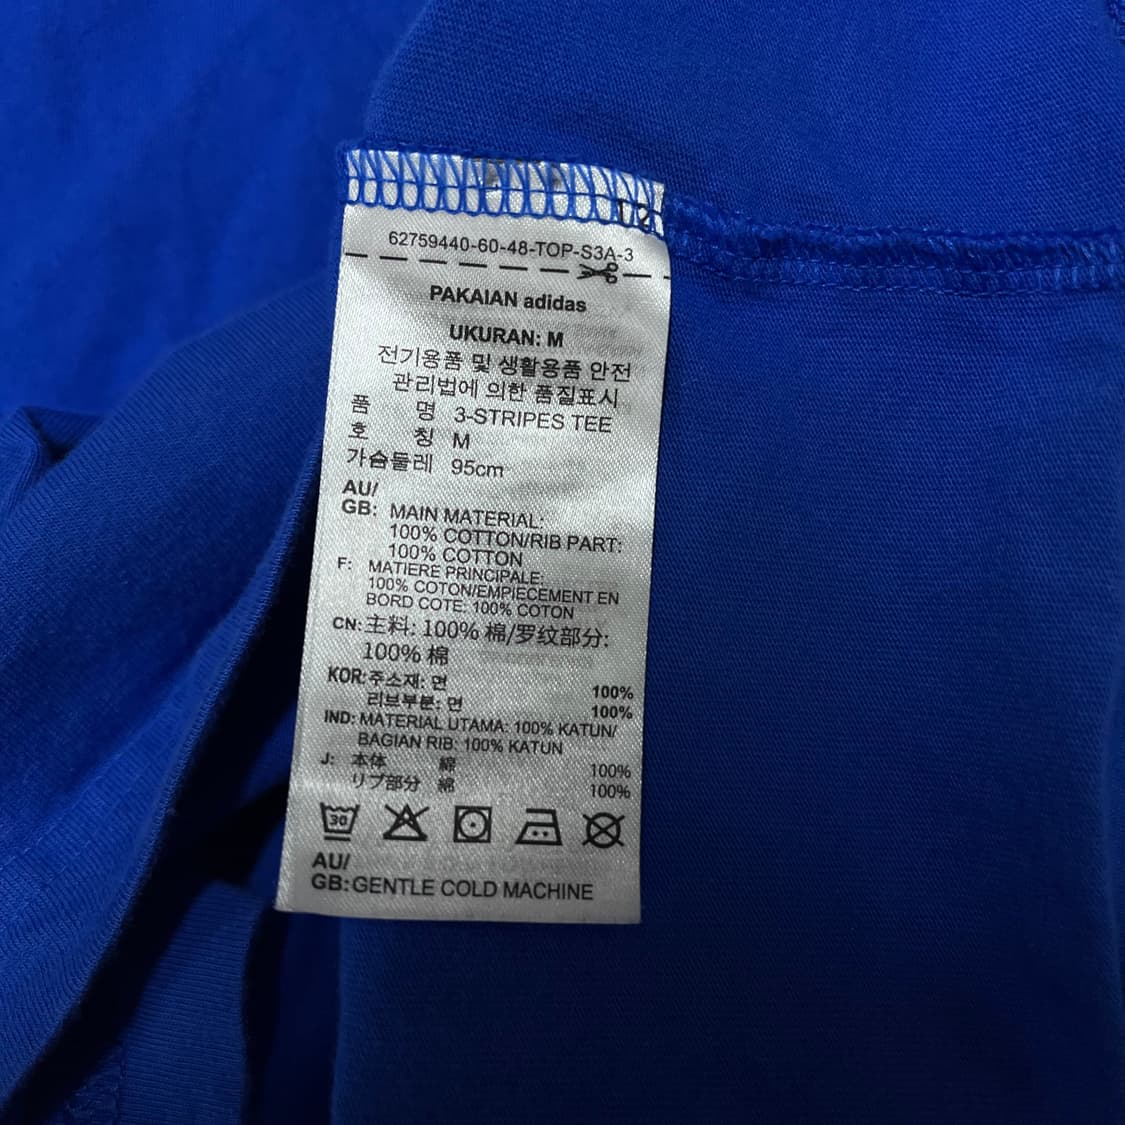 12
62759440-60-48-TOP-S3A-3
PAKAIAN adidas
UKURAN: M
전기용품 및 생활용품 안전
관리법에 의한 품질표시
품 명 3-STRIPES TEE
호 칭 M
가슴둘레 95cm
AU/
GB: MAIN MATERIAL:
100% COTTON/RIB PART:
100% COTTON
F: MATIERE PRINCIPALE:
100% COTON/EMPIECEMENT EN
BORD COTE: 100% COTON
CN: 主料: 100% 棉/罗纹部分:
100% 棉
KOR: 주소재: 면 100%
리브부분: 면 100%
IND: MATERIAL UTAMA: 100% KATUN/
BAGIAN RIB: 100% KATUN
J: 本体 綿 100%
リブ部分 綿 100%
30
AU/
GB: GENTLE COLD MACHINE